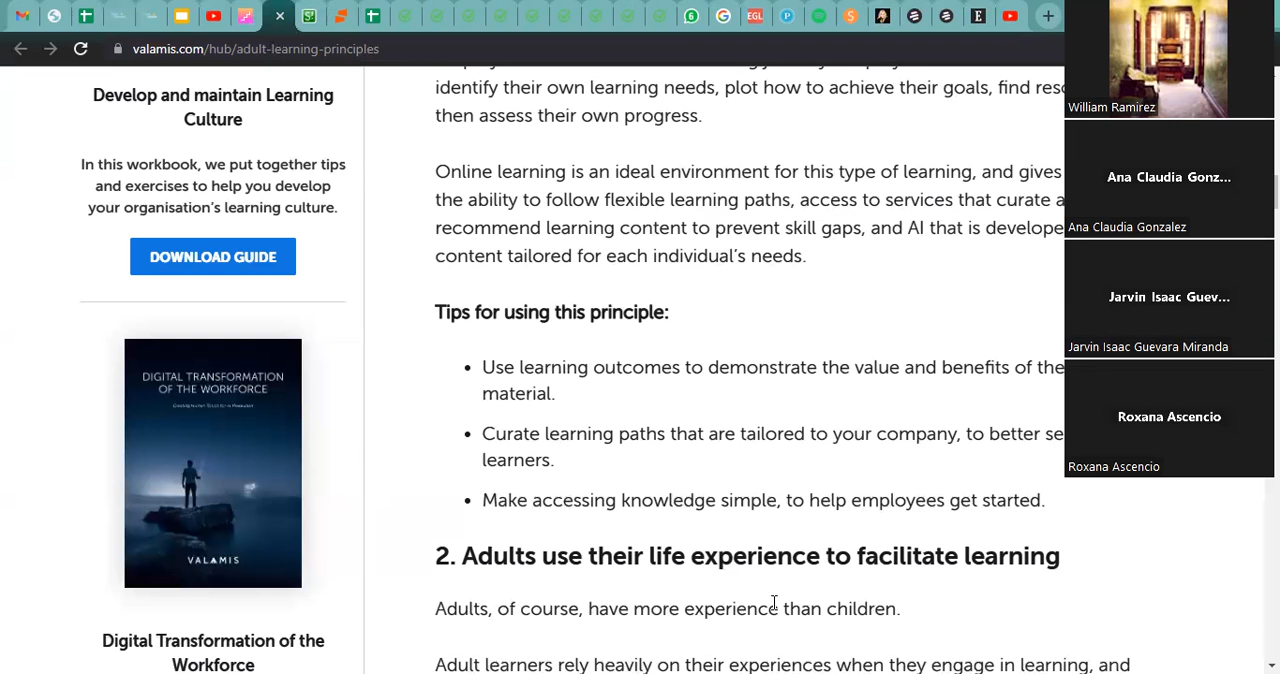 valamis.com/hub/adult-learning-principles
Develop and maintain Learning
Culture
In this workbook, we put together tips
and exercises to help you develop
your organisation's learning culture.
DOWNLOAD GUIDE
DIGITAL TRANSFORMATION
OF THE WORKFORCE
VALAMIS
Digital Transformation of the
Workforce
identify their own learning needs, plot how to achieve their goals, find
then assess their own progress.
Online learning is an ideal environment for this type of learning, and gives
the ability to follow flexible learning paths, access to services that curate
recommend learning content to prevent skill gaps, and AI that is
content tailored for each individual's needs.
Tips for using this principle:
• Use learning outcomes to demonstrate the value and benefits of the
material.
• Curate learning paths that are tailored to your company, to better
learners.
• Make accessing knowledge simple, to help employees get started.
2. Adults use their life experience to facilitate learning
Adults, of course, have more experience than children.
Adult learners rely heavily on their experiences when they engage in learning, and
William Ramirez
Ana Claudia Gonz...
Ana Claudia Gonzalez
Jarvin Isaac Guev...
Jarvin Isaac Guevara Miranda
Roxana Ascencio
Roxana Ascencio